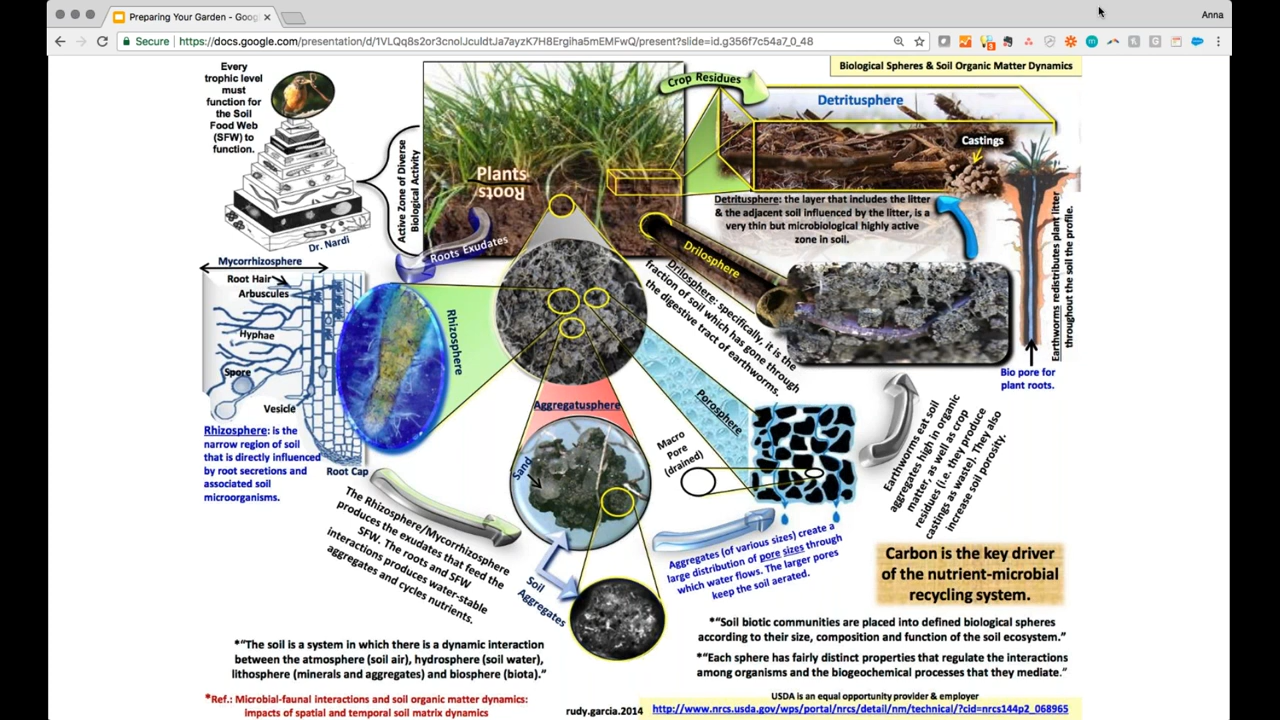 Preparing Your Garden - Goog
Anna
Secure
https://docs.google.com/presentation/d/1VLQq8s2or3cnolJculdtJa7ayzK7H8Ergiha5mEMFwQ/present?slide=id.g356f7c54a7_0_48
Every
trophic level
must
function for
the Soil
Food Web
(SFW) to
function.
Dr. Nardi
Active Zone of Diverse
Biological Activity
Plants
Roots
Crop Residues
Biological Spheres & Soil Organic Matter Dynamics
Detritusphere
Castings
Detritusphere: the layer that includes the litter
& the adjacent soil influenced by the litter, is a
very thin but microbiological highly active
zone in soil.
Earthworms redistributes plant litter
throughout the soil the profile.
Bio pore for
plant roots.
Roots Exudates
Drilosphere
Drilosphere: specifically, it is the
fraction of soil which has gone through
the digestive tract of earthworms.
Mycorrhizosphere
Root Hair
Arbuscules
Hyphae
Spore
Vesicle
Root Cap
Rhizosphere
Rhizosphere: is the
narrow region of soil
that is directly influenced
by root secretions and
associated soil
microorganisms.
Aggregatusphere
Sand
Porosphere
Macro
Pore
(drained)
Earthworms eat soil
aggregates high in organic
matter, as well as crop
residues (i.e. they produce
castings as waste). They also
increase soil porosity.
The Rhizosphere/Mycorrhizosphere
produces the exudates that feed the
SFW. The roots and SFW
interactions produces water-stable
aggregates and cycles nutrients.
Soil
Aggregates
Aggregates (of various sizes) create a
large distribution of pore sizes through
which water flows. The larger pores
keep the soil aerated.
Carbon is the key driver
of the nutrient-microbial
recycling system.
*“The soil is a system in which there is a dynamic interaction
between the atmosphere (soil air), hydrosphere (soil water),
lithosphere (minerals and aggregates) and biosphere (biota).”
*“Soil biotic communities are placed into defined biological spheres
according to their size, composition and function of the soil ecosystem.”
*“Each sphere has fairly distinct properties that regulate the interactions
among organisms and the biogeochemical processes that they mediate.”
*Ref.: Microbial-faunal interactions and soil organic matter dynamics:
impacts of spatial and temporal soil matrix dynamics
rudy.garcia.2014
USDA is an equal opportunity provider & employer
http://www.nrcs.usda.gov/wps/portal/nrcs/detail/nm/technical/?cid=nrcs144p2_068965